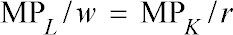 MP_L / w = MP_K / r